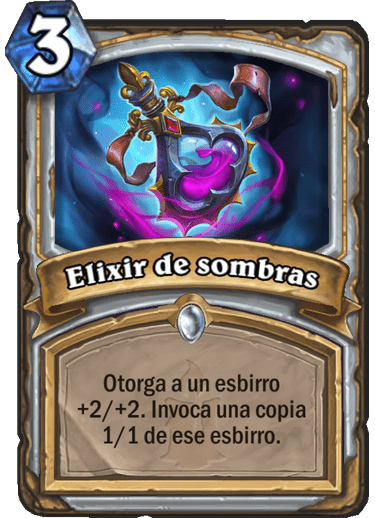 3
Elixir de sombras
Otorga a un esbirro
+2/+2. Invoca una copia
1/1 de ese esbirro.